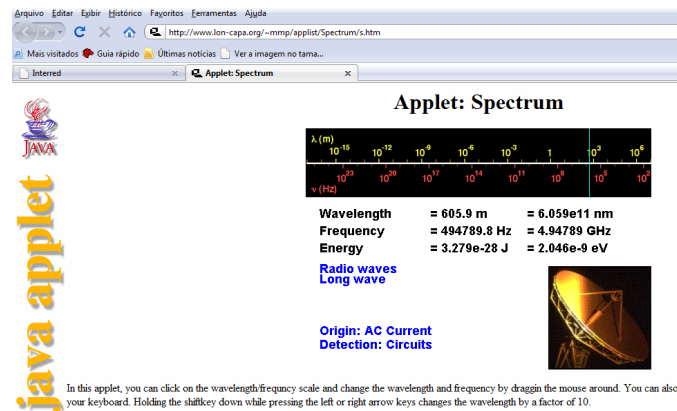 Arquivo Editar Exibir Histórico Favoritos Ferramentas Ajuda
http://www.lon-capa.org/~mmp/applist/Spectrum/s.htm
Mais visitados Guia rápido Últimas notícias Ver a imagem no tama...
Interred Applet: Spectrum
Applet: Spectrum
JAVA
java applet
λ (m)
10-15 10-12 10-9 10-6 10-3 1 103 106
1023 1020 1017 1014 1011 108 105 102
ν (Hz)
Wavelength = 605.9 m = 6.059e11 nm
Frequency = 494789.8 Hz = 4.94789 GHz
Energy = 3.279e-28 J = 2.046e-9 eV
Radio waves
Long wave
Origin: AC Current
Detection: Circuits
In this applet, you can click on the wavelength/frequncy scale and change the wavelength and frequency by draggin the mouse around. You can also
your keyboard. Holding the shiftkey down while pressing the left or right arrow keys changes the wavelength by a factor of 10.